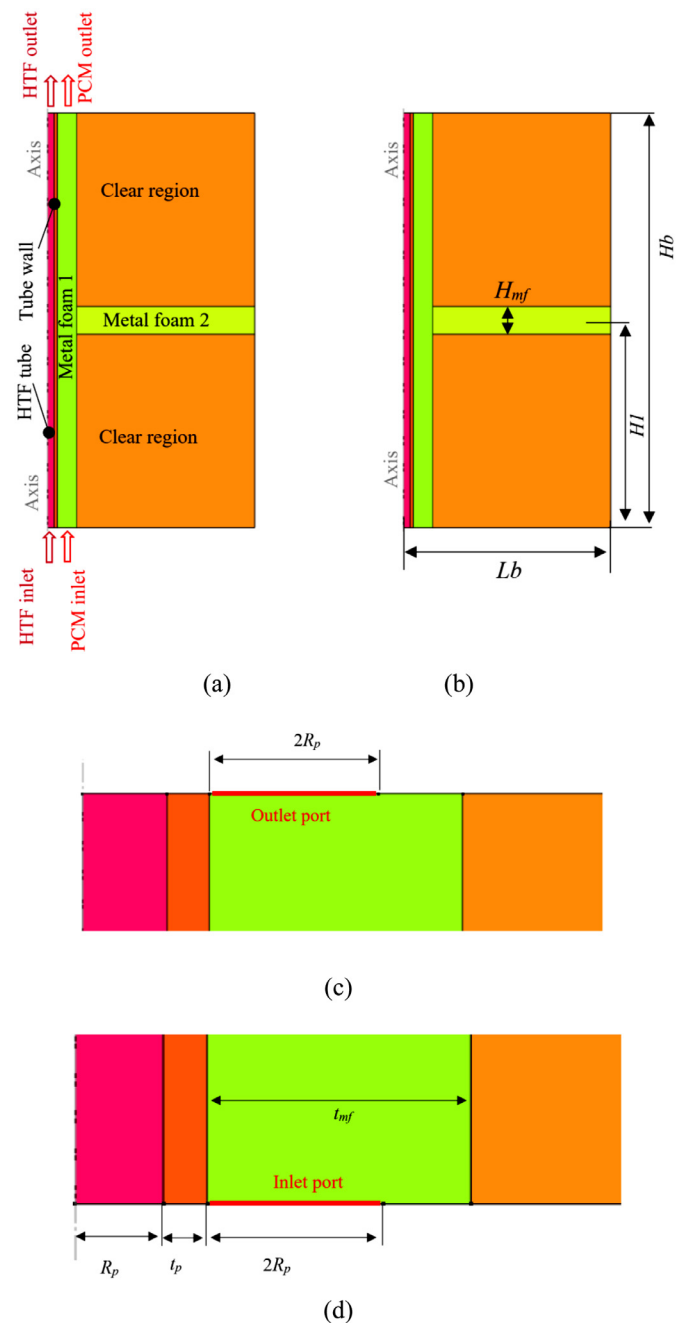 HTF outlet
PCM outlet
Axis
Clear region
Tube wall
Metal foam 1
Metal foam 2
HTF tube
Clear region
Axis
HTF inlet
PCM inlet
(a)
Axis
Hmf
Hb
H1
Axis
Lb
(b)
2Rp
Outlet port
(c)
tmf
Inlet port
Rp
tp
2Rp
(d)